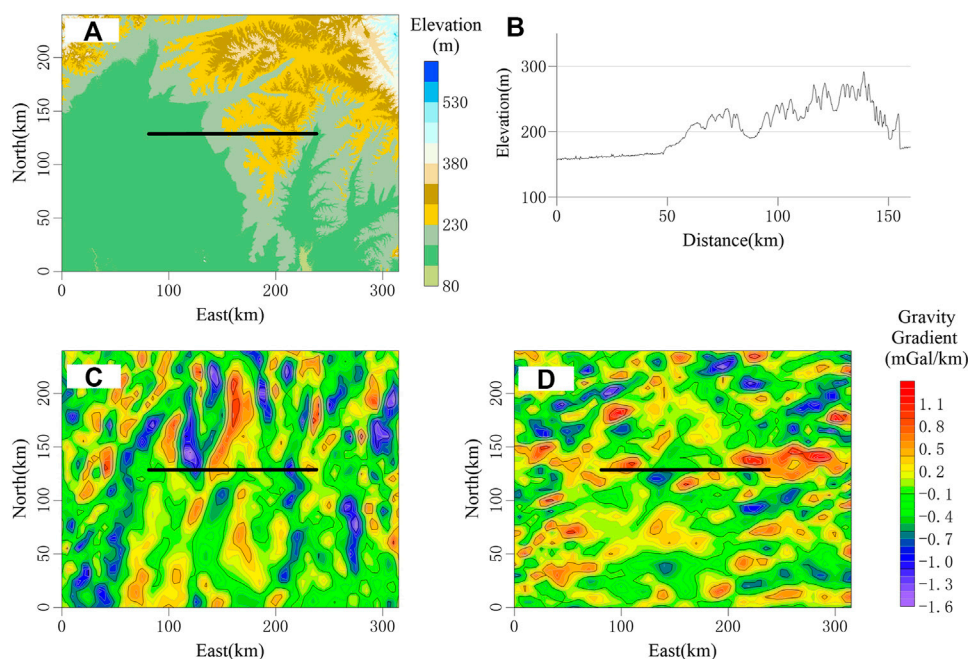 A
Elevation
(m)
530
380
230
80
North(km)
0 50 100 150 200
0 100 200 300
East(km)
B
Elevation(m)
300
200
100
0 50 100 150
Distance(km)
C
North(km)
0 50 100 150 200
0 100 200 300
East(km)
D
North(km)
0 50 100 150 200
0 100 200 300
East(km)
Gravity
Gradient
(mGal/km)
1.1
0.8
0.5
0.2
-0.1
-0.4
-0.7
-1.0
-1.3
-1.6